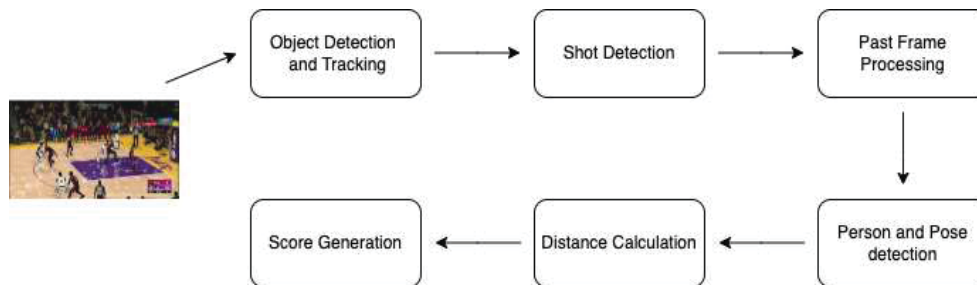 Object Detection
and Tracking
Shot Detection
Past Frame
Processing
Person and Pose
detection
Distance Calculation
Score Generation